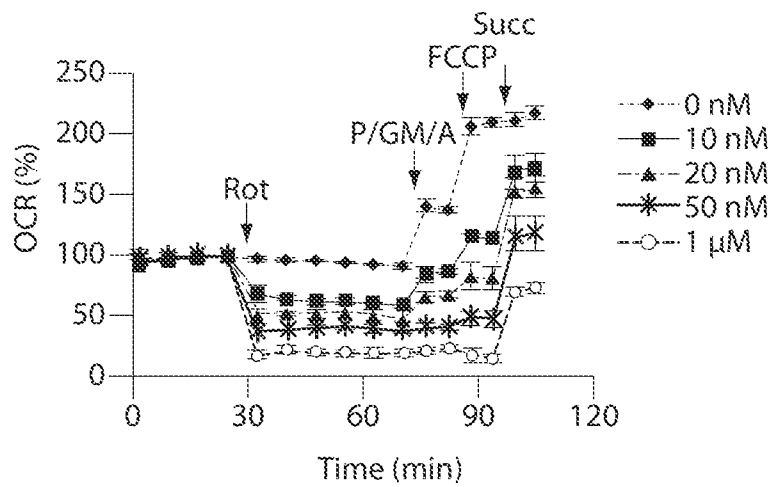 Succ
FCCP
P/GM/A
Rot
250
200
150
100
50
0
OCR (%)
0
30
60
90
120
Time (min)
0 nM
10 nM
20 nM
50 nM
1 μM